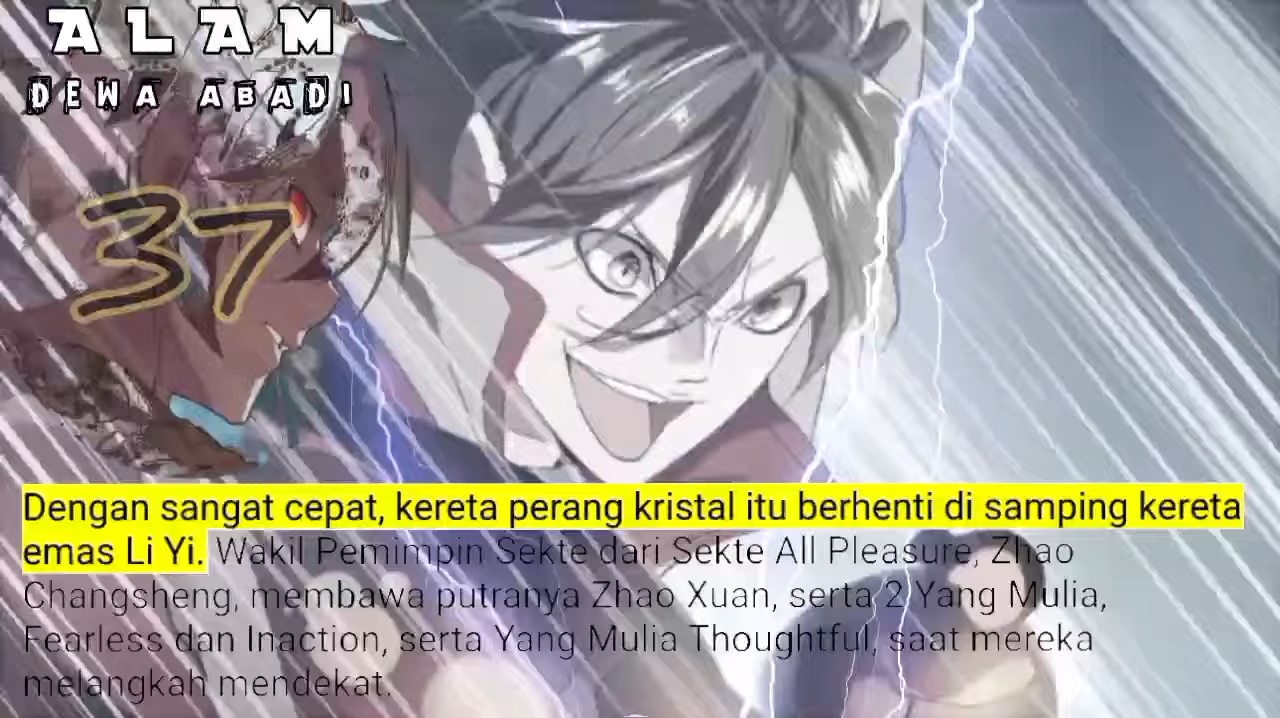 ALAM
DEWA ABADI
37
Dengan sangat cepat, kereta perang kristal itu berhenti di samping kereta
emas Li Yi. Wakil Pemimpin Sekte dari Sekte All Pleasure, Zhao
Changsheng, membawa putranya Zhao Xuan, serta 2 Yang Mulia,
Fearless dan Inaction, serta Yang Mulia Thoughtful, saat mereka
melangkah mendekat.